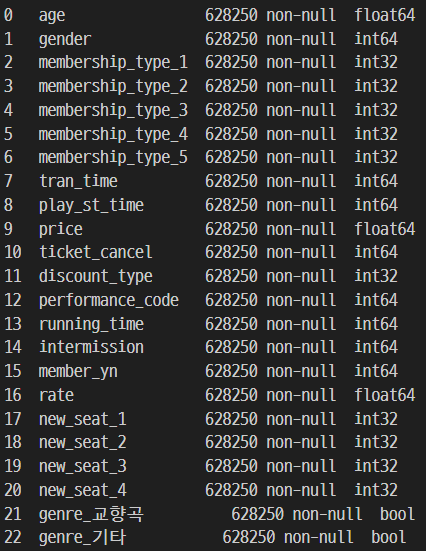 0 age 628250 non-null float64
1 gender 628250 non-null int64
2 membership_type_1 628250 non-null int32
3 membership_type_2 628250 non-null int32
4 membership_type_3 628250 non-null int32
5 membership_type_4 628250 non-null int32
6 membership_type_5 628250 non-null int32
7 tran_time 628250 non-null int64
8 play_st_time 628250 non-null int64
9 price 628250 non-null float64
10 ticket_cancel 628250 non-null int64
11 discount_type 628250 non-null int32
12 performance_code 628250 non-null int64
13 running_time 628250 non-null int64
14 intermission 628250 non-null int64
15 member_yn 628250 non-null int64
16 rate 628250 non-null float64
17 new_seat_1 628250 non-null int32
18 new_seat_2 628250 non-null int32
19 new_seat_3 628250 non-null int32
20 new_seat_4 628250 non-null int32
21 genre_교향곡 628250 non-null bool
22 genre_기타 628250 non-null bool